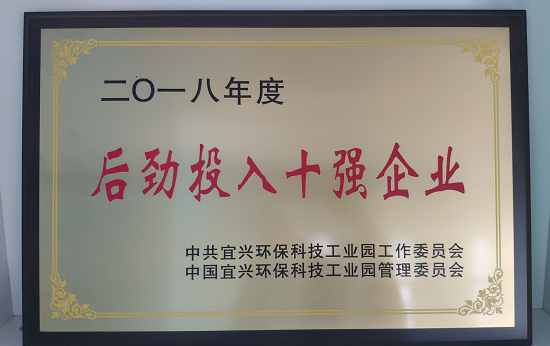 二〇一八年度
后劲投入十强企业
中共宜兴环保科技工业园工作委员会
中国宜兴环保科技工业园管理委员会